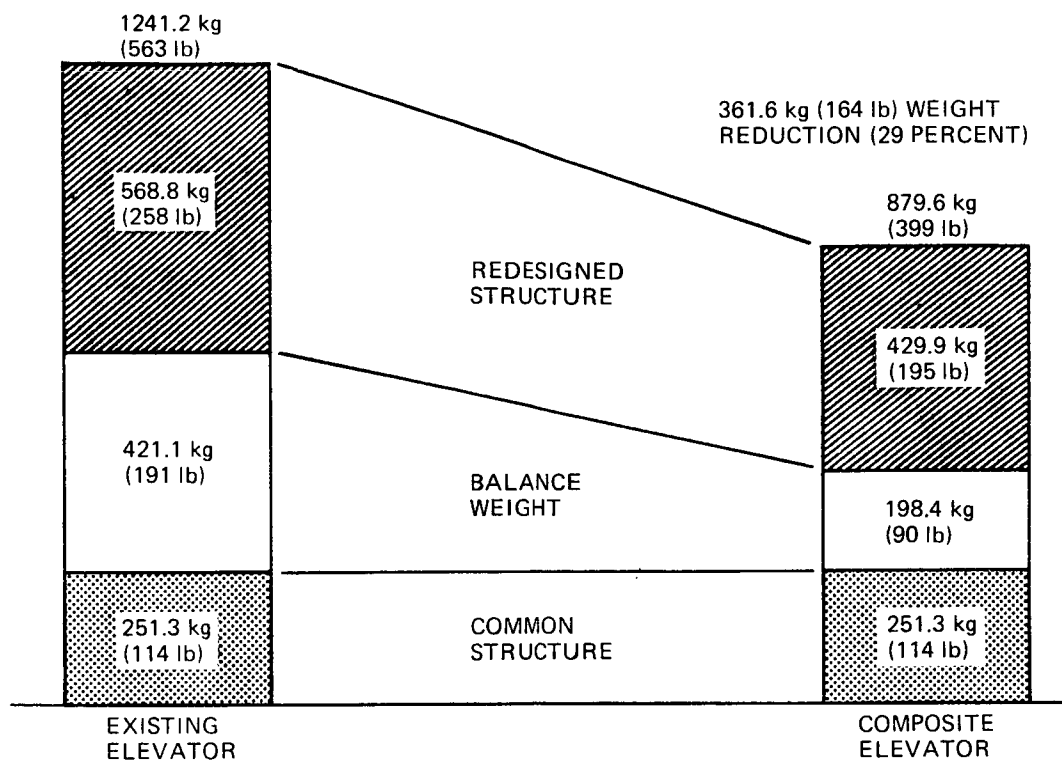 1241.2 kg
(563 lb)
361.6 kg (164 lb) WEIGHT
REDUCTION (29 PERCENT)
568.8 kg
(258 lb)
879.6 kg
(399 lb)
REDESIGNED
STRUCTURE
429.9 kg
(195 lb)
421.1 kg
(191 lb)
BALANCE
WEIGHT
198.4 kg
(90 lb)
251.3 kg
(114 lb)
COMMON
STRUCTURE
251.3 kg
(114 lb)
EXISTING
ELEVATOR
COMPOSITE
ELEVATOR